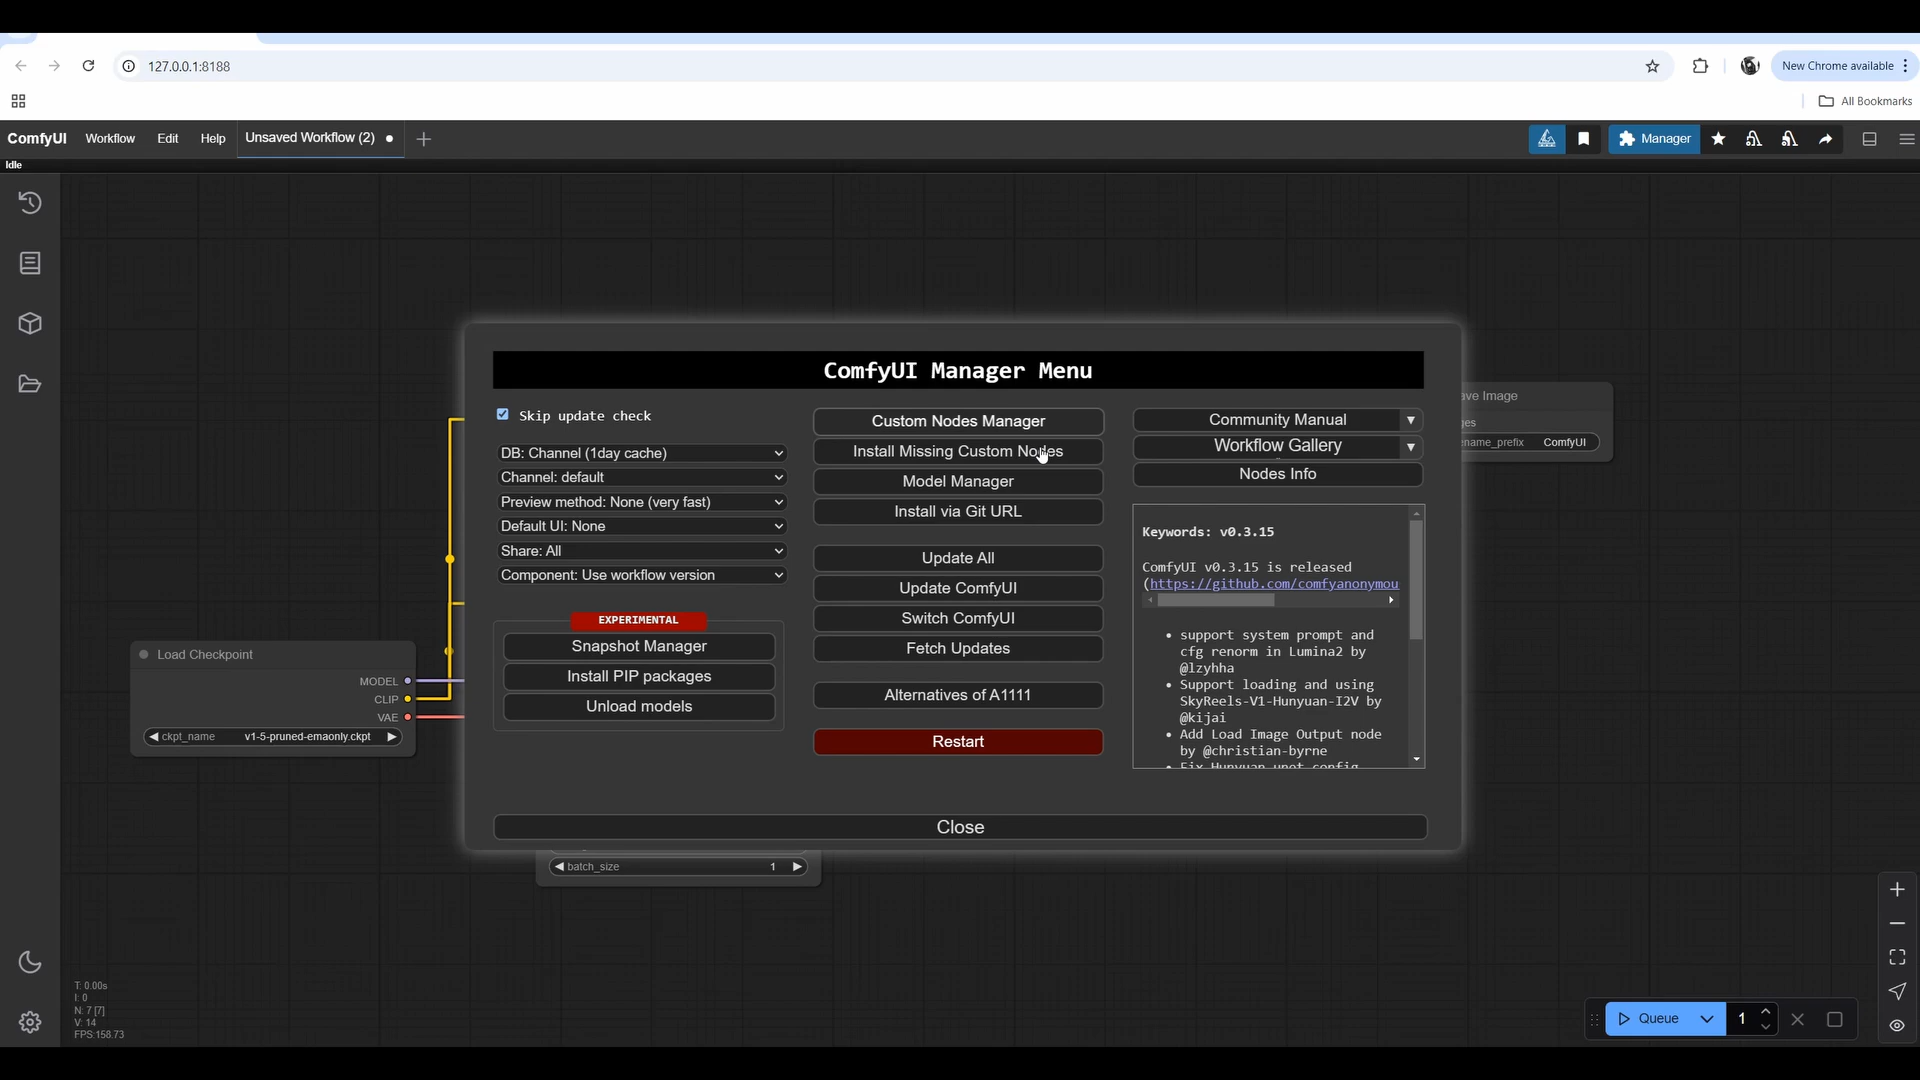 127.0.0.1:8188
New Chrome available
All Bookmarks
ComfyUI
Workflow
Edit
Help
Unsaved Workflow (2)
Manager
Idle
ComfyUI Manager Menu
Skip update check
DB: Channel (1day cache)
Channel: default
Preview method: None (very fast)
Default UI: None
Share: All
Component: Use workflow version
EXPERIMENTAL
Snapshot Manager
Install PIP packages
Unload models
Custom Nodes Manager
Install Missing Custom Nodes
Model Manager
Install via Git URL
Update All
Update ComfyUI
Switch ComfyUI
Fetch Updates
Alternatives of A1111
Restart
Community Manual
Workflow Gallery
Nodes Info
Keywords: v0.3.15
ComfyUI v0.3.15 is released
(https://github.com/comfyanonymou
• support system prompt and
cfg renorm in Lumina2 by
@lzyhha
• Support loading and using
SkyReels-V1-Hunyuan-I2V by
@kijai
• Add Load Image Output node
by @christian-byrne
• Fix Hunyuan unet config
Close
Load Checkpoint
MODEL
CLIP
VAE
ckpt_name v1-5-pruned-emaonly.ckpt
ave Image
ges
ename_prefix ComfyUI
batch_size 1
T: 0.00s
I: 0
N: 7 [7]
V: 14
FPS:158.73
Queue
1